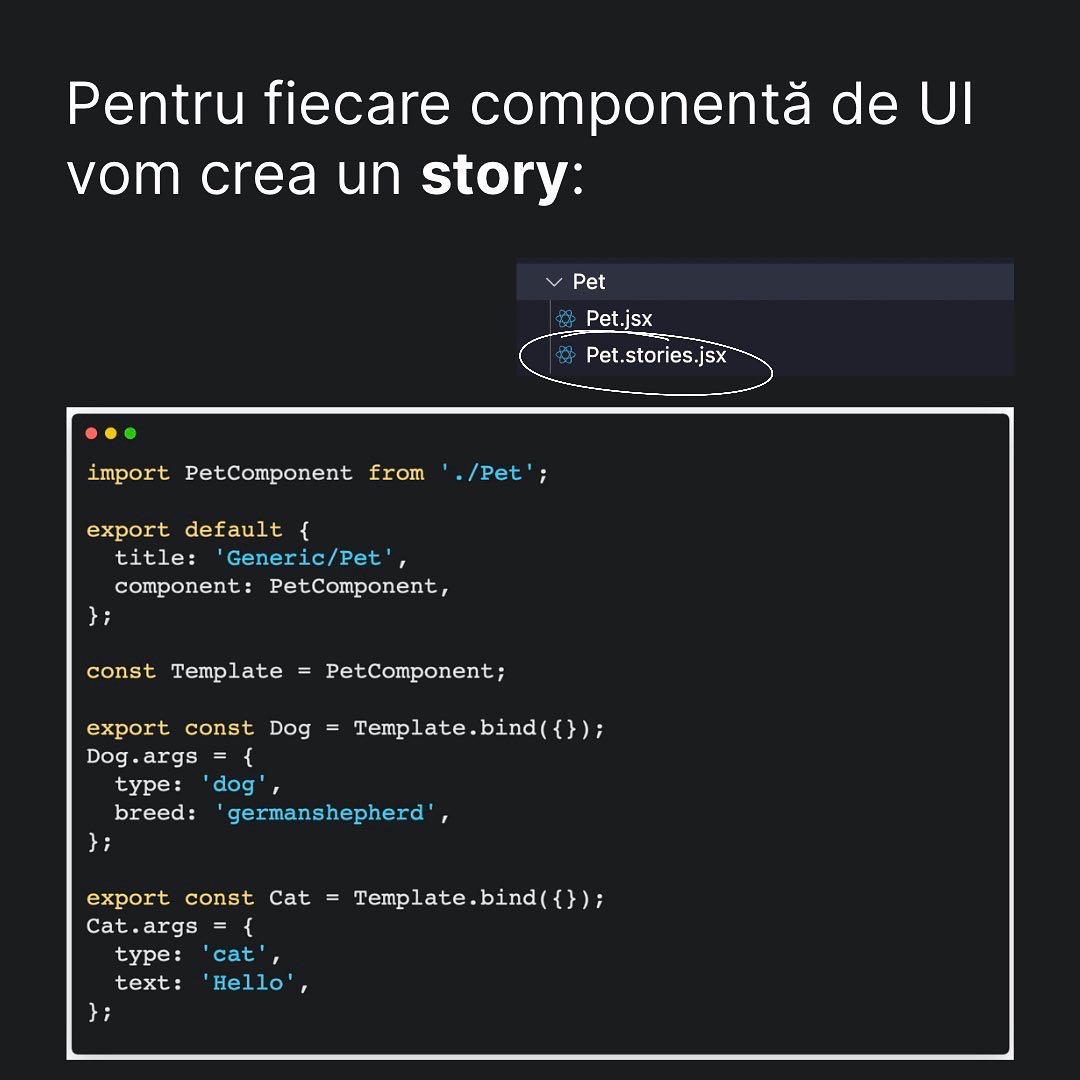 Pentru fiecare componentă de UI
vom crea un story:
Pet
Pet.jsx
Pet.stories.jsx
import PetComponent from './Pet';
export default {
  title: 'Generic/Pet',
  component: PetComponent,
};
const Template = PetComponent;
export const Dog = Template.bind({});
Dog.args = {
  type: 'dog',
  breed: 'germanshepherd',
};
export const Cat = Template.bind({});
Cat.args = {
  type: 'cat',
  text: 'Hello',
};